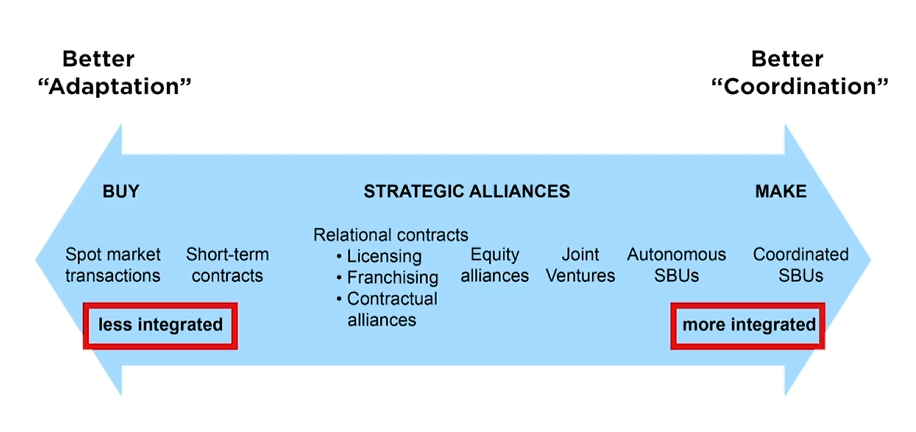 Better
“Adaptation”
Better
“Coordination”
BUY
STRATEGIC ALLIANCES
MAKE
Spot market
transactions
Short-term
contracts
Relational contracts
• Licensing
• Franchising
• Contractual
alliances
Equity
alliances
Joint
Ventures
Autonomous
SBUs
Coordinated
SBUs
less integrated
more integrated